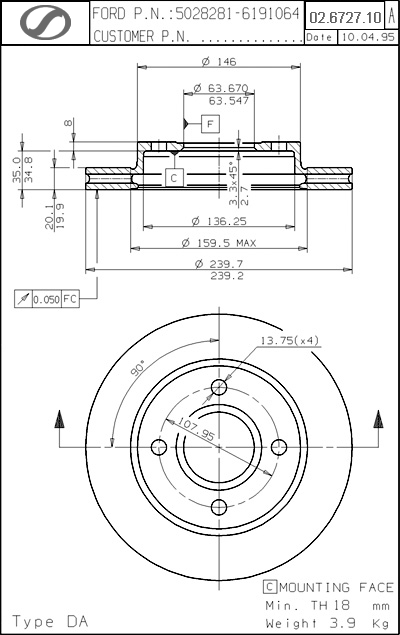 FORD P.N.:5028281-6191064
CUSTOMER P.N. ...............
02.6727.10 A
Date 10.04.95
Ø 146
Ø 63.670
63.547
F
8
35.0
34.8
C
3.3x45°
2.7
20.1
19.9
Ø 136.25
Ø 159.5 MAX
Ø 239.7
239.2
0.050 FC
13.75(x4)
90°
107.95
C MOUNTING FACE
Min. TH 18 mm
Type DA
Weight 3.9 Kg